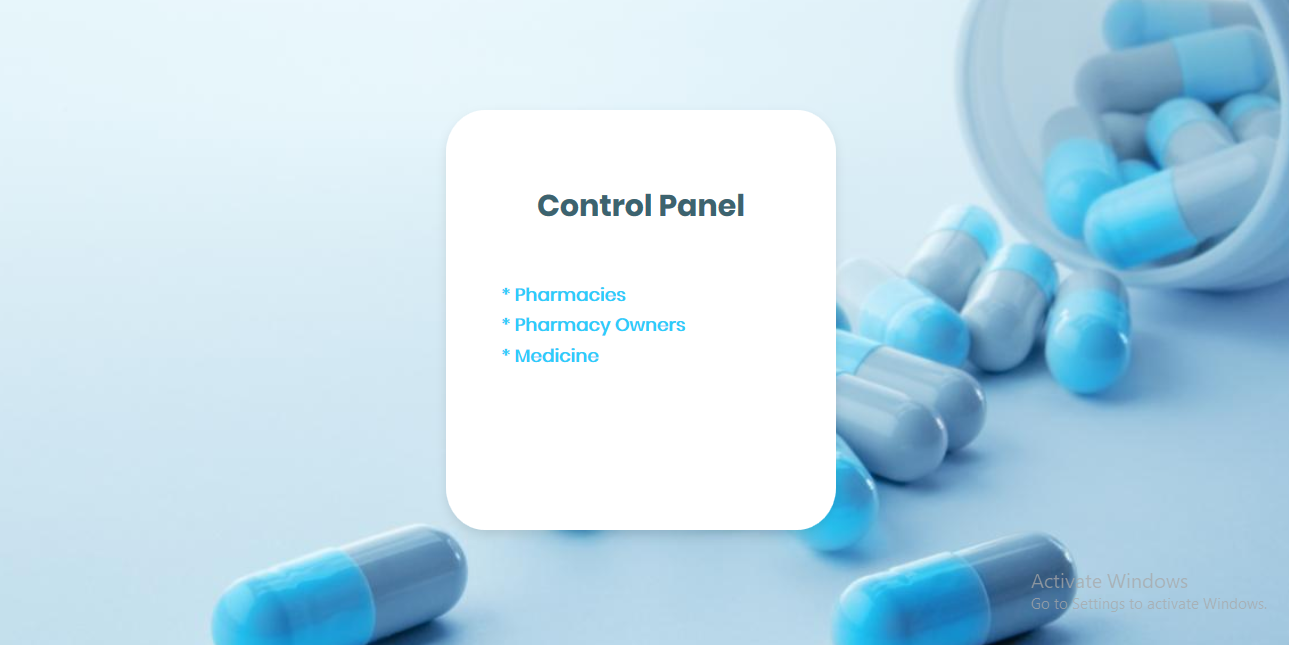 Control Panel
* Pharmacies
* Pharmacy Owners
* Medicine
Activate Windows
Go to Settings to activate Windows.